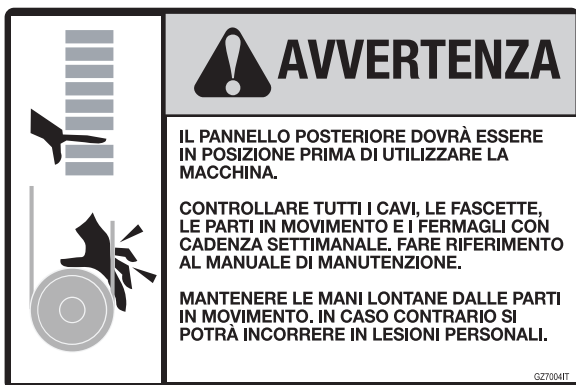 AVVERTENZA
IL PANNELLO POSTERIORE DOVRÀ ESSERE
IN POSIZIONE PRIMA DI UTILIZZARE LA
MACCHINA.
CONTROLLARE TUTTI I CAVI, LE FASCETTE,
LE PARTI IN MOVIMENTO E I FERMAGLI CON
CADENZA SETTIMANALE. FARE RIFERIMENTO
AL MANUALE DI MANUTENZIONE.
MANTENERE LE MANI LONTANE DALLE PARTI
IN MOVIMENTO. IN CASO CONTRARIO SI
POTRÀ INCORRERE IN LESIONI PERSONALI.
GZ7004IT